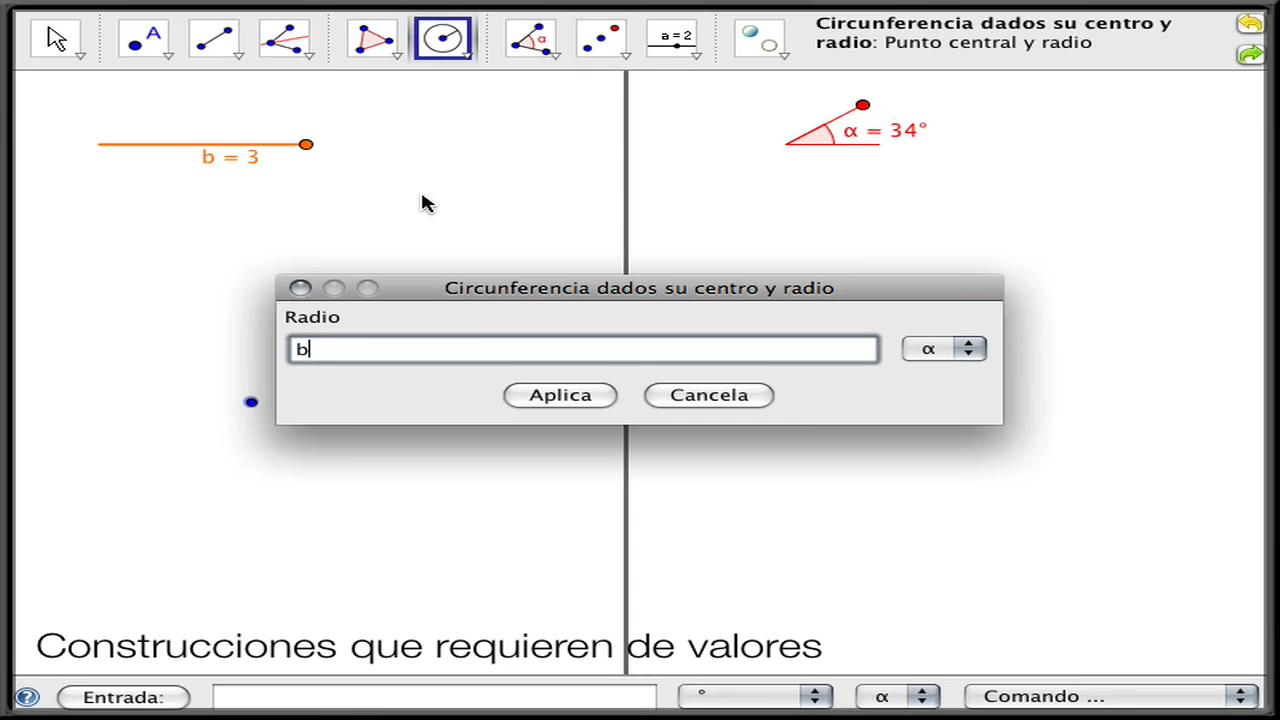 A
α
a = 2
Circunferencia dados su centro y
radio: Punto central y radio
b = 3
α = 34°
Circunferencia dados su centro y radio
Radio
b
α
Aplica
Cancela
Construcciones que requieren de valores
?
Entrada:
°
α
Comando ...